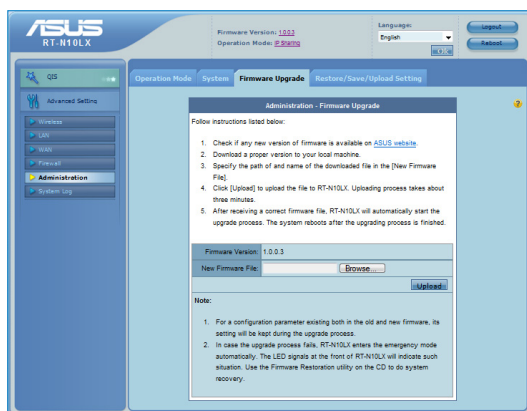 ASUS
RT-N10LX
Firmware Version: 1.0.0.3
Operation Mode: IP Sharing
Language:
English
Logout
Reboot
QIS
Advanced Setting
Wireless
LAN
WAN
Firewall
Administration
System Log
Operation Mode System Firmware Upgrade Restore/Save/Upload Setting
Administration - Firmware Upgrade
Follow instructions listed below:
1. Check if any new version of firmware is available on ASUS website.
2. Download a proper version to your local machine.
3. Specify the path of and name of the downloaded file in the [New Firmware
File].
4. Click [Upload] to upload the file to RT-N10LX. Uploading process takes about
three minutes.
5. After receiving a correct firmware file, RT-N10LX will automatically start the
upgrade process. The system reboots after the upgrading process is finished.
Firmware Version: 1.0.0.3
New Firmware File: Browse...
Upload
Note:
1. For a configuration parameter existing both in the old and new firmware, its
setting will be kept during the upgrade process.
2. In case the upgrade process fails, RT-N10LX enters the emergency mode
automatically. The LED signals at the front of RT-N10LX will indicate such
situation. Use the Firmware Restoration utility on the CD to do system
recovery.
?